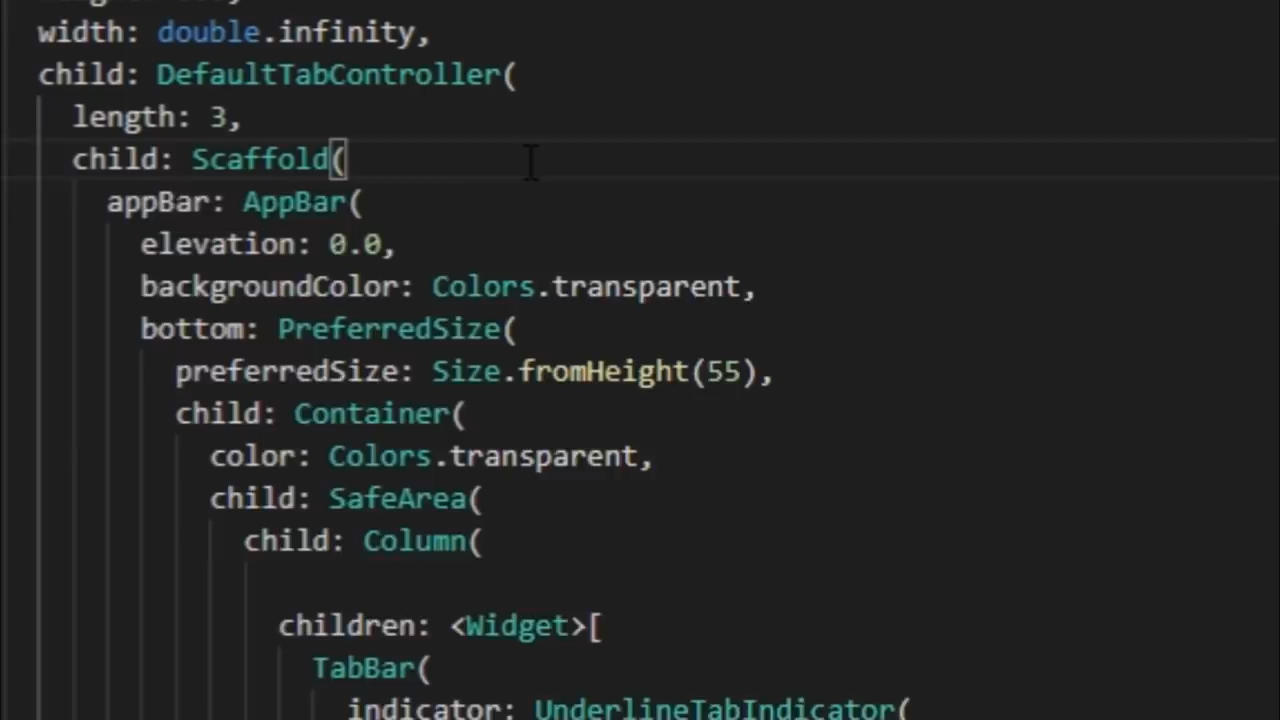 width: double.infinity,
child: DefaultTabController(
length: 3,
child: Scaffold(
appBar: AppBar(
elevation: 0.0,
backgroundColor: Colors.transparent,
bottom: PreferredSize(
preferredSize: Size.fromHeight(55),
child: Container(
color: Colors.transparent,
child: SafeArea(
child: Column(
children: <Widget>[
TabBar(
indicator: UnderlineTabIndicator(